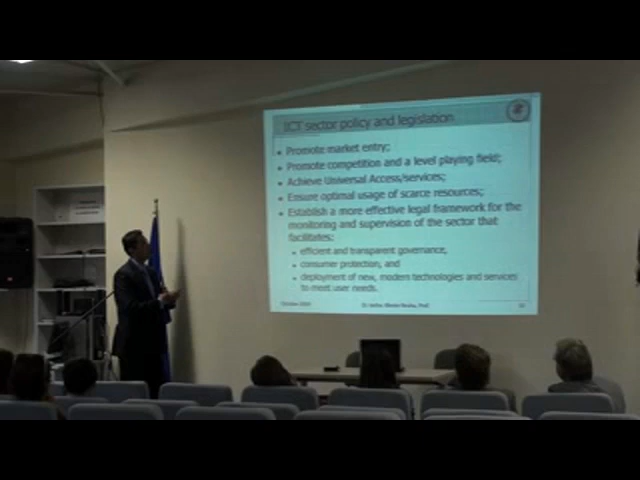 ICT sector policy and legislation
• Promote market entry;
• Promote competition and a level playing field;
• Achieve Universal Access/services;
• Ensure optimal usage of scarce resources;
• Establish a more effective legal framework for the
monitoring and supervision of the sector that
facilitates:
• efficient and transparent governance,
• consumer protection, and
• deployment of new, modern technologies and services
to meet user needs.
October